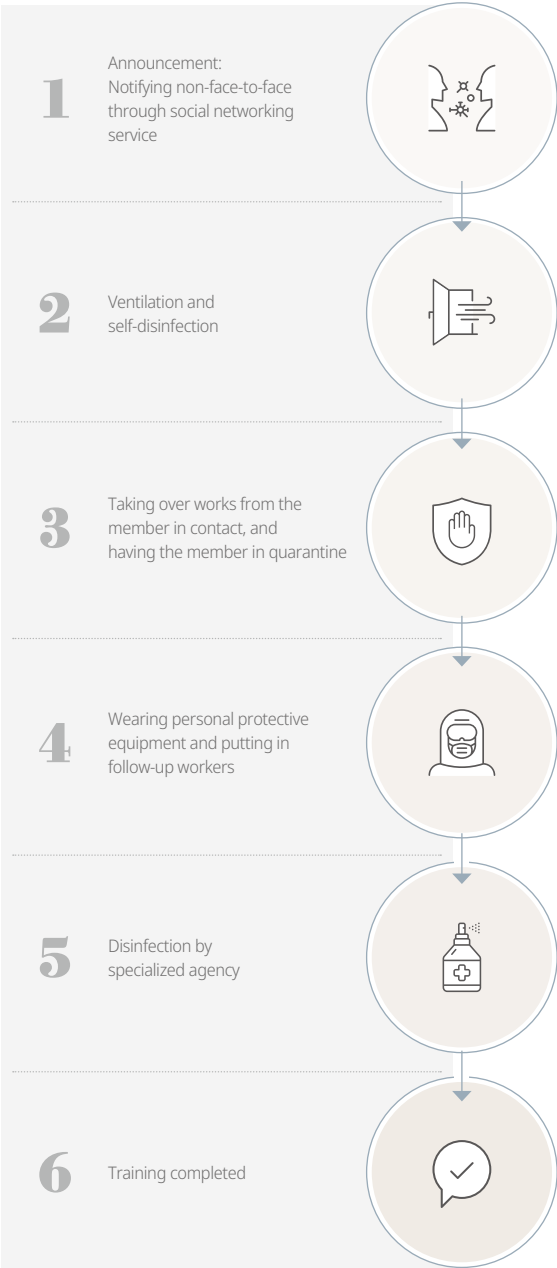 1
Announcement:
Notifying non-face-to-face
through social networking
service
2
Ventilation and
self-disinfection
3
Taking over works from the
member in contact, and
having the member in quarantine
4
Wearing personal protective
equipment and putting in
follow-up workers
5
Disinfection by
specialized agency
6
Training completed